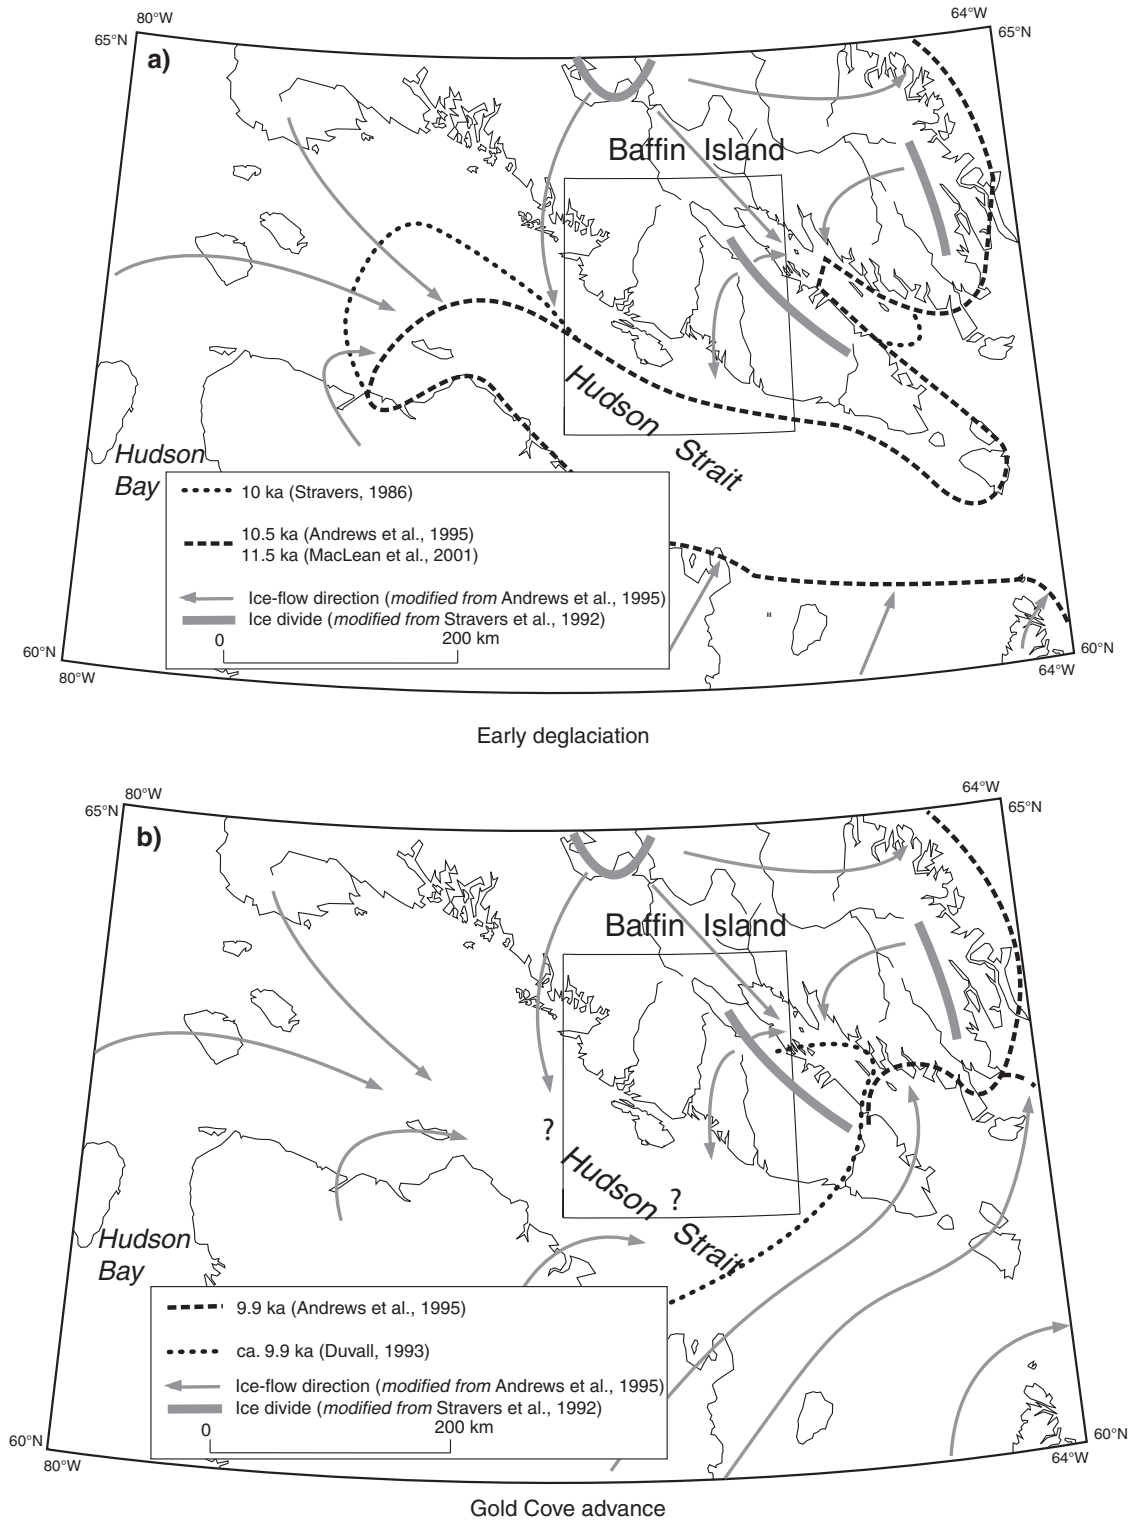 80°W
64°W
65°N
65°N
a)
Baffin Island
Hudson
Strait
Hudson
Bay
10 ka (Stravers, 1986)
10.5 ka (Andrews et al., 1995)
11.5 ka (MacLean et al., 2001)
Ice-flow direction (modified from Andrews et al., 1995)
Ice divide (modified from Stravers et al., 1992)
0 200 km
60°N
60°N
80°W
64°W
Early deglaciation
80°W
64°W
65°N
65°N
b)
Baffin Island
?
Hudson
?
Strait
Hudson
Bay
9.9 ka (Andrews et al., 1995)
ca. 9.9 ka (Duvall, 1993)
Ice-flow direction (modified from Andrews et al., 1995)
Ice divide (modified from Stravers et al., 1992)
0 200 km
60°N
60°N
80°W
64°W
Gold Cove advance